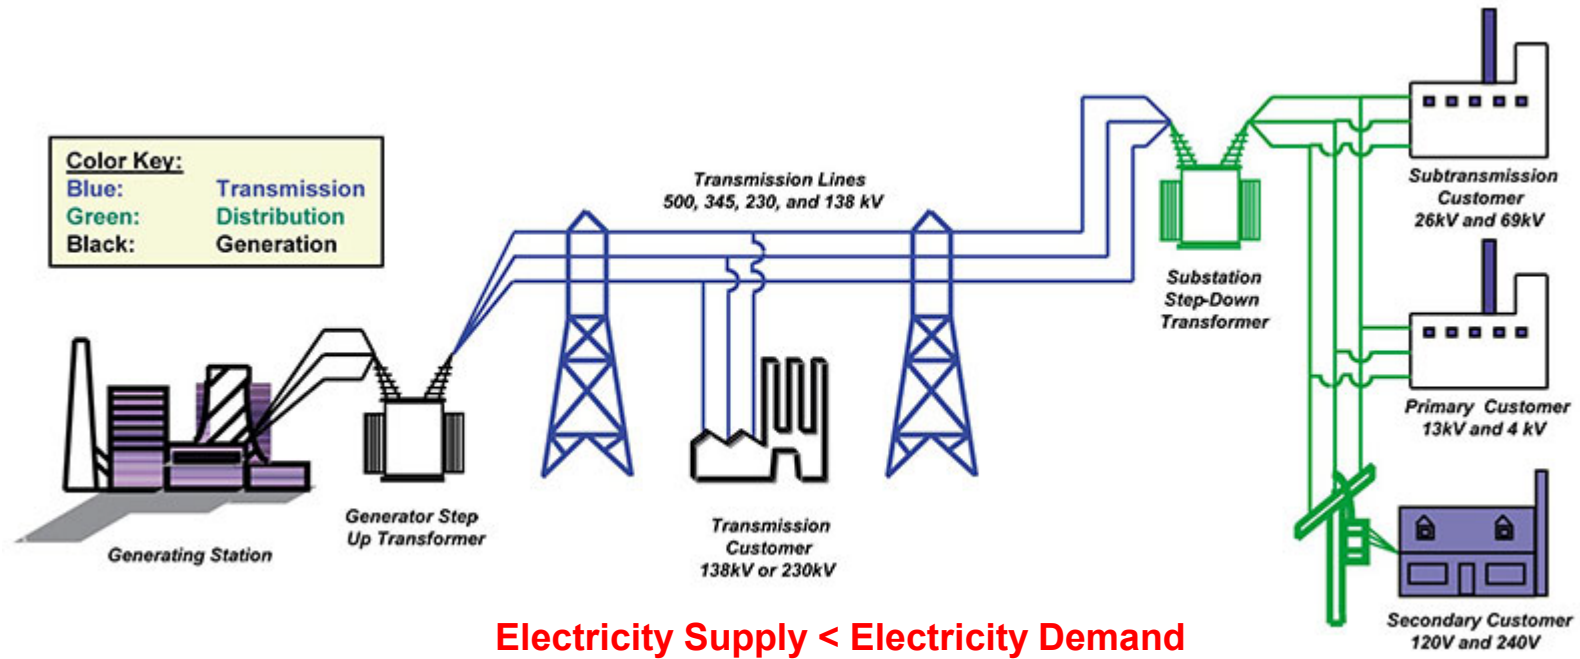 Color Key:
Blue: Transmission
Green: Distribution
Black: Generation
Transmission Lines
500, 345, 230, and 138 kV
Subtransmission
Customer
26kV and 69kV
Substation
Step-Down
Transformer
Primary Customer
13kV and 4 kV
Generator Step
Up Transformer
Generating Station
Transmission
Customer
138kV or 230kV
Secondary Customer
120V and 240V
Electricity Supply < Electricity Demand